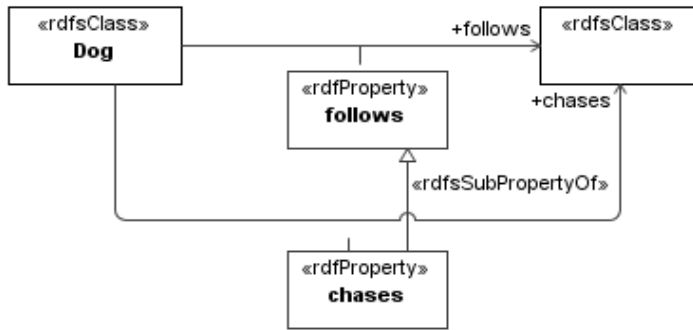 «rdfsClass»
Dog
+follows
«rdfsClass»
«rdfProperty»
follows
+chases
«rdfsSubPropertyOf»
«rdfProperty»
chases